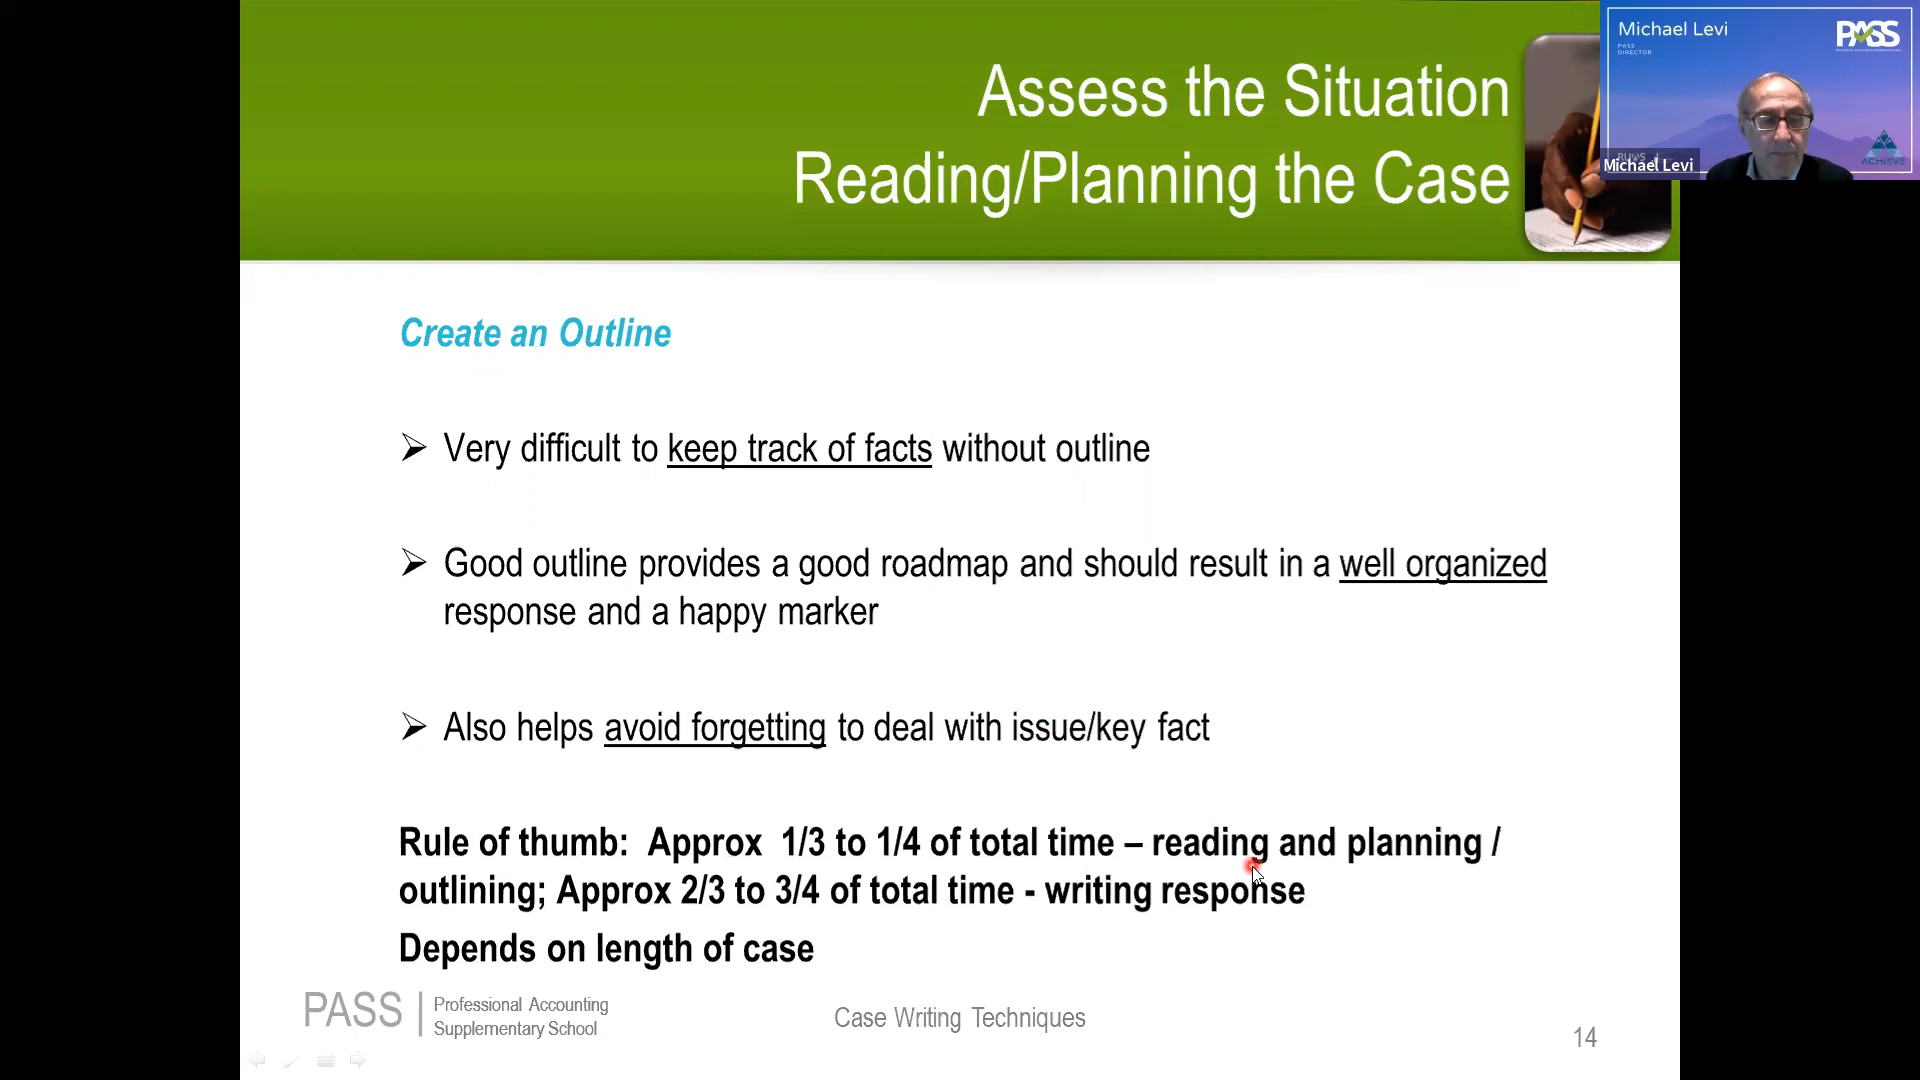 Assess the Situation
Reading/Planning the Case
Michael Levi
PASS
DIRECTOR
PASS
ACHIEVE
Michael Levi
Create an Outline
➢ Very difficult to keep track of facts without outline
➢ Good outline provides a good roadmap and should result in a well organized
response and a happy marker
➢ Also helps avoid forgetting to deal with issue/key fact
Rule of thumb:  Approx  1/3 to 1/4 of total time – reading and planning /
outlining; Approx 2/3 to 3/4 of total time - writing response
Depends on length of case
PASS
Professional Accounting
Supplementary School
Case Writing Techniques
14